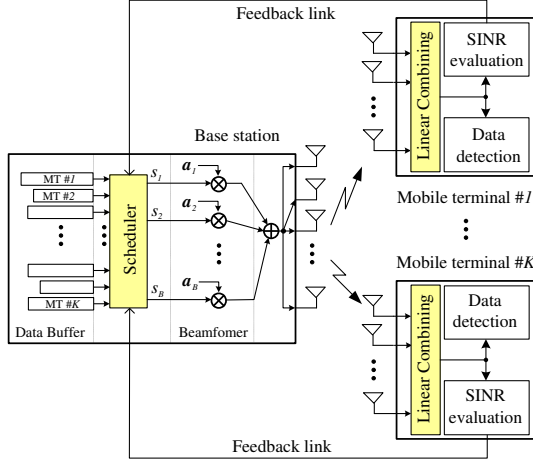 Feedback link
Linear Combining
SINR
evaluation
Data
detection
Base station
MT #1
MT #2
MT #K
Scheduler
s1
s2
sB
a1
a2
aB
Data Buffer
Beamfomer
Mobile terminal #1
Mobile terminal #K
Linear Combining
Data
detection
SINR
evaluation
Feedback link